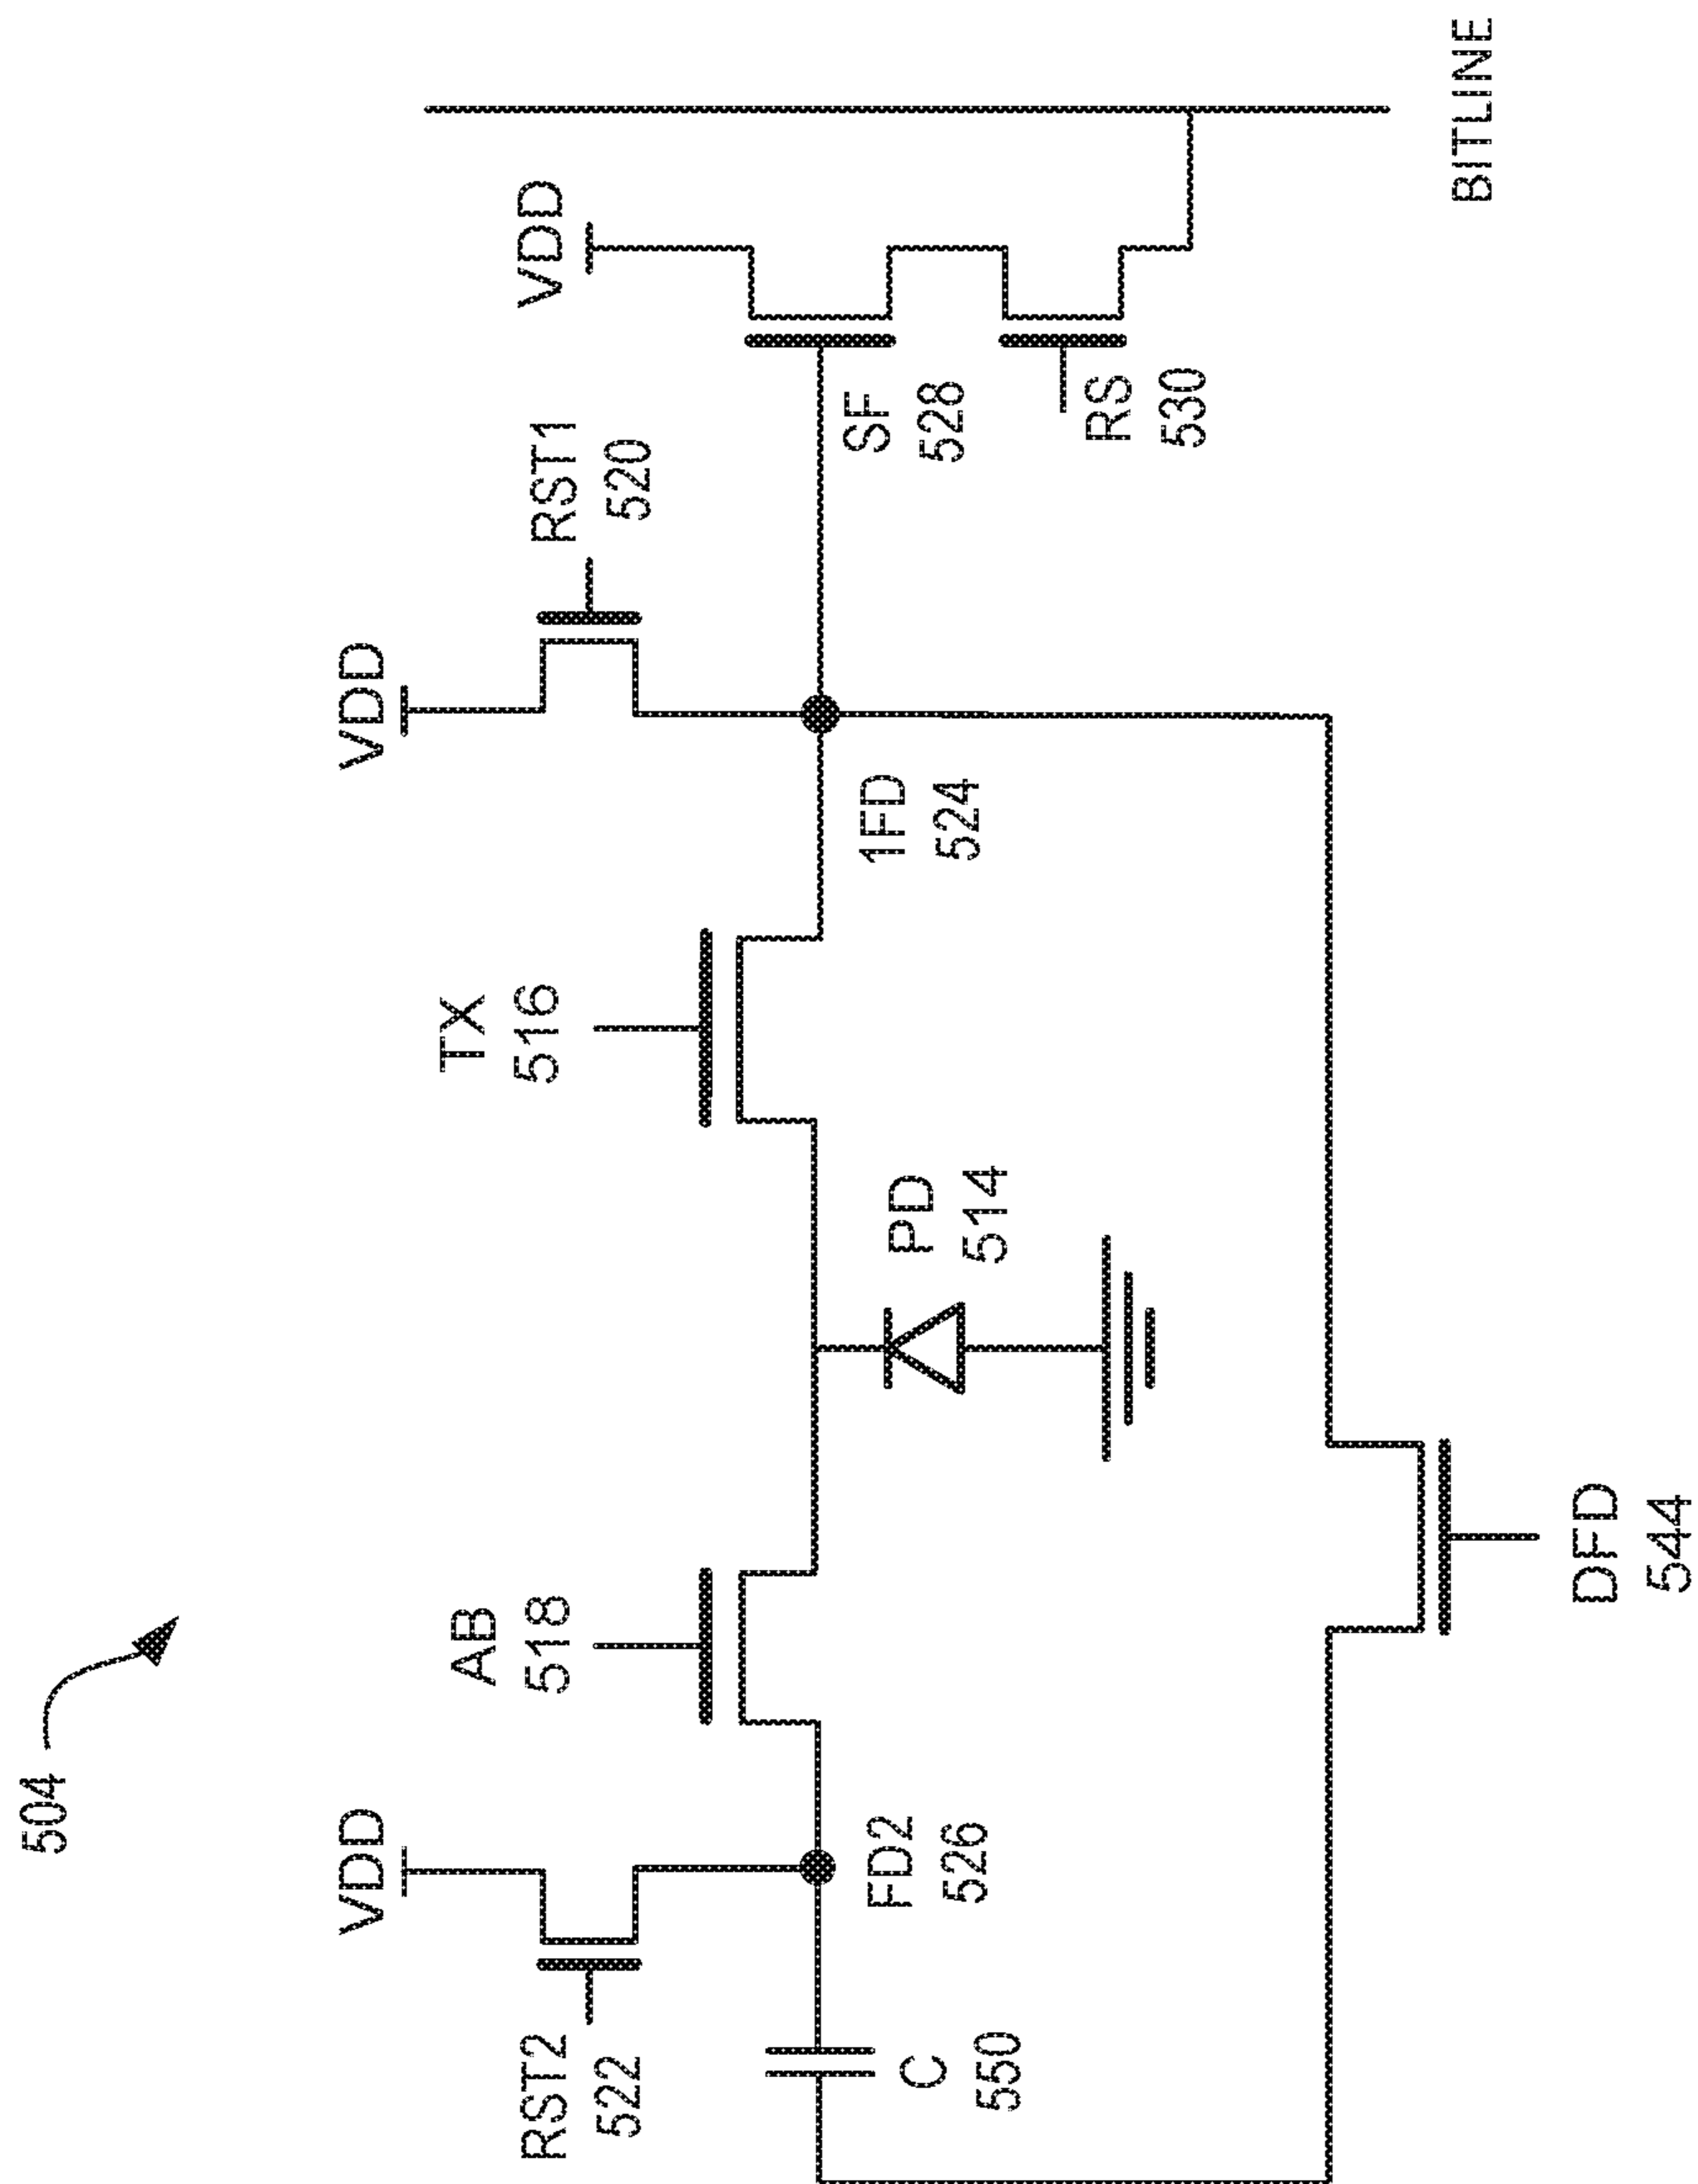 504
VDD
RST2
522
AB
518
FD2
526
C
550
TX
516
PD
514
VDD
RST1
520
1FD
524
VDD
SF
528
RS
530
DFD
544
BITLINE